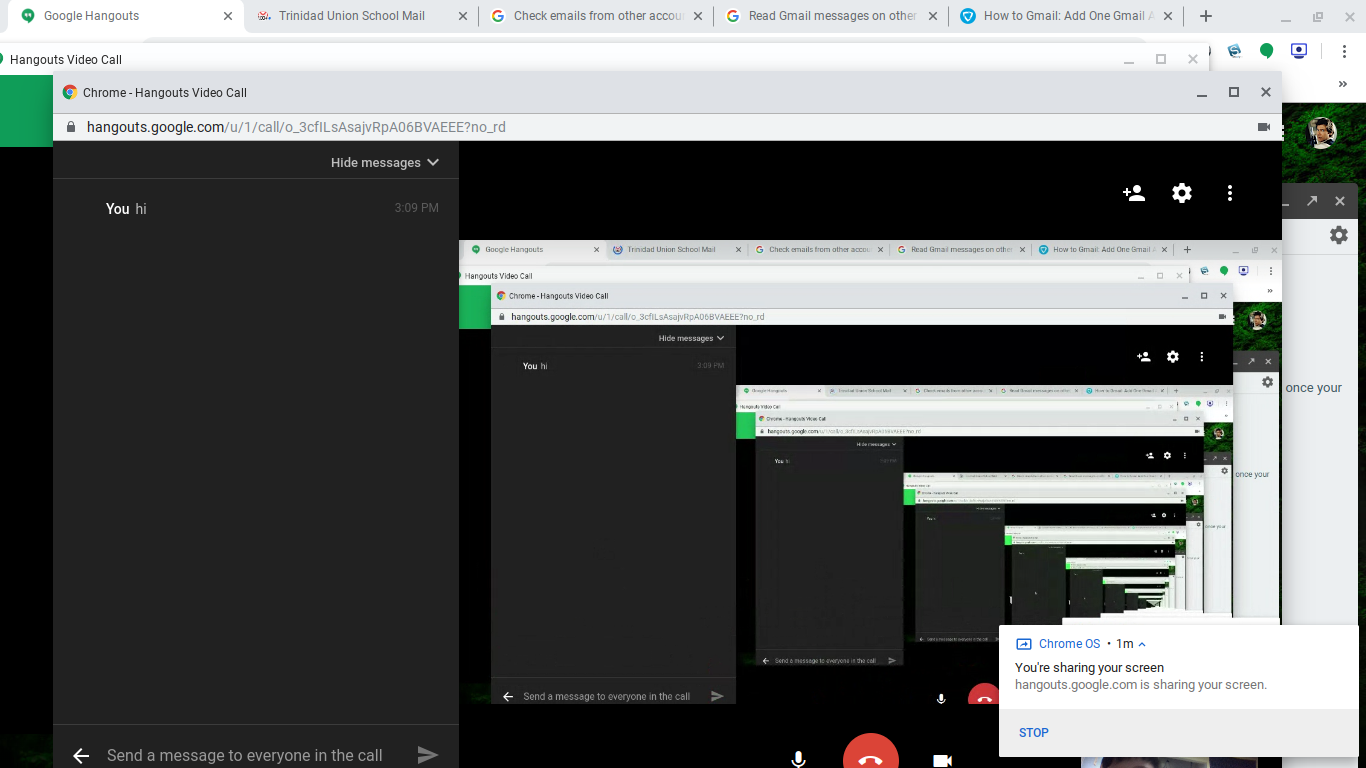 Google Hangouts
Trinidad Union School Mail
Check emails from other accou
Read Gmail messages on other
How to Gmail: Add One Gmail A
Hangouts Video Call
Chrome - Hangouts Video Call
hangouts.google.com/u/1/call/o_3cfILsAsajvRpA06BVAEEE?no_rd
Hide messages
You hi
3:09 PM
Google Hangouts
Trinidad Union School Mail
Check emails from other accou
Read Gmail messages on othe
How to Gmail: Add One Gmail A
Hangouts Video Call
Chrome - Hangouts Video Call
hangouts.google.com/u/1/call/o_3cfILsAsajvRpA06BVAEEE?no_rd
Hide messages
You hi
3:09 PM
once your
Google Hangouts
Trinidad Union School Mail
Hangouts Video Call
Chrome - Hangouts Video Call
hangouts.google.com/u/1/call/o_3cfILsAsajvRpA06BVAEEE?no_rd
Hide messages
You hi
once your
Send a message to everyone in the call
Send a message to everyone in the call
Send a message to everyone in the call
Chrome OS • 1m
You're sharing your screen
hangouts.google.com is sharing your screen.
STOP